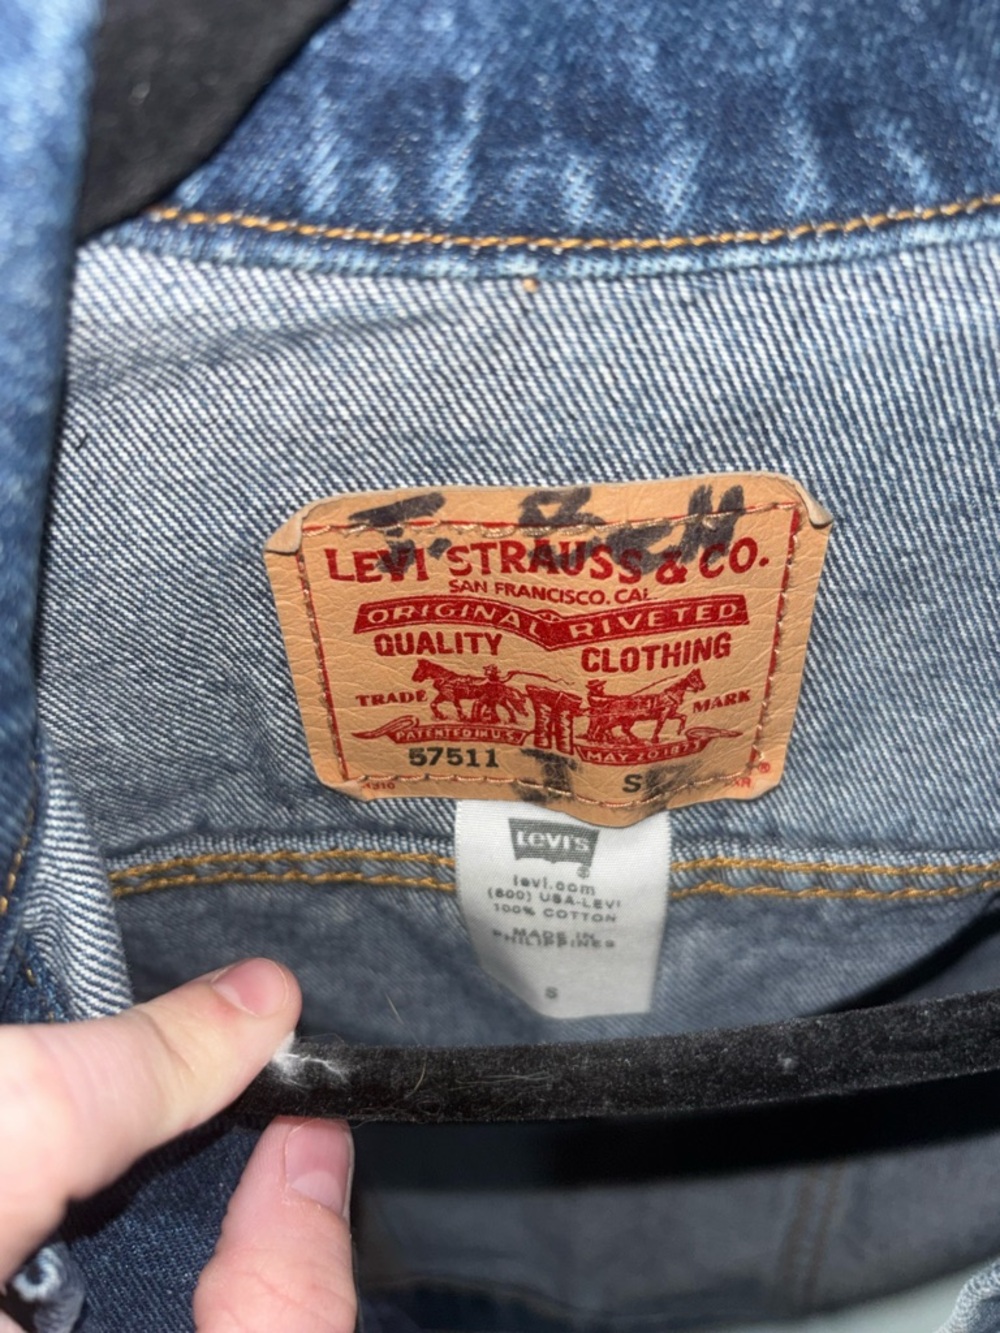 LEVI STRAUSS & CO.
SAN FRANCISCO. CAL
ORIGINAL RIVETED
QUALITY CLOTHING
TRADE MARK
PATENTED IN U.S. MAY 20 1873
57511 S
®
Levi's
®
levi.com
(800) USA-LEVI
100% COTTON
MADE IN
PHILIPPINES
S